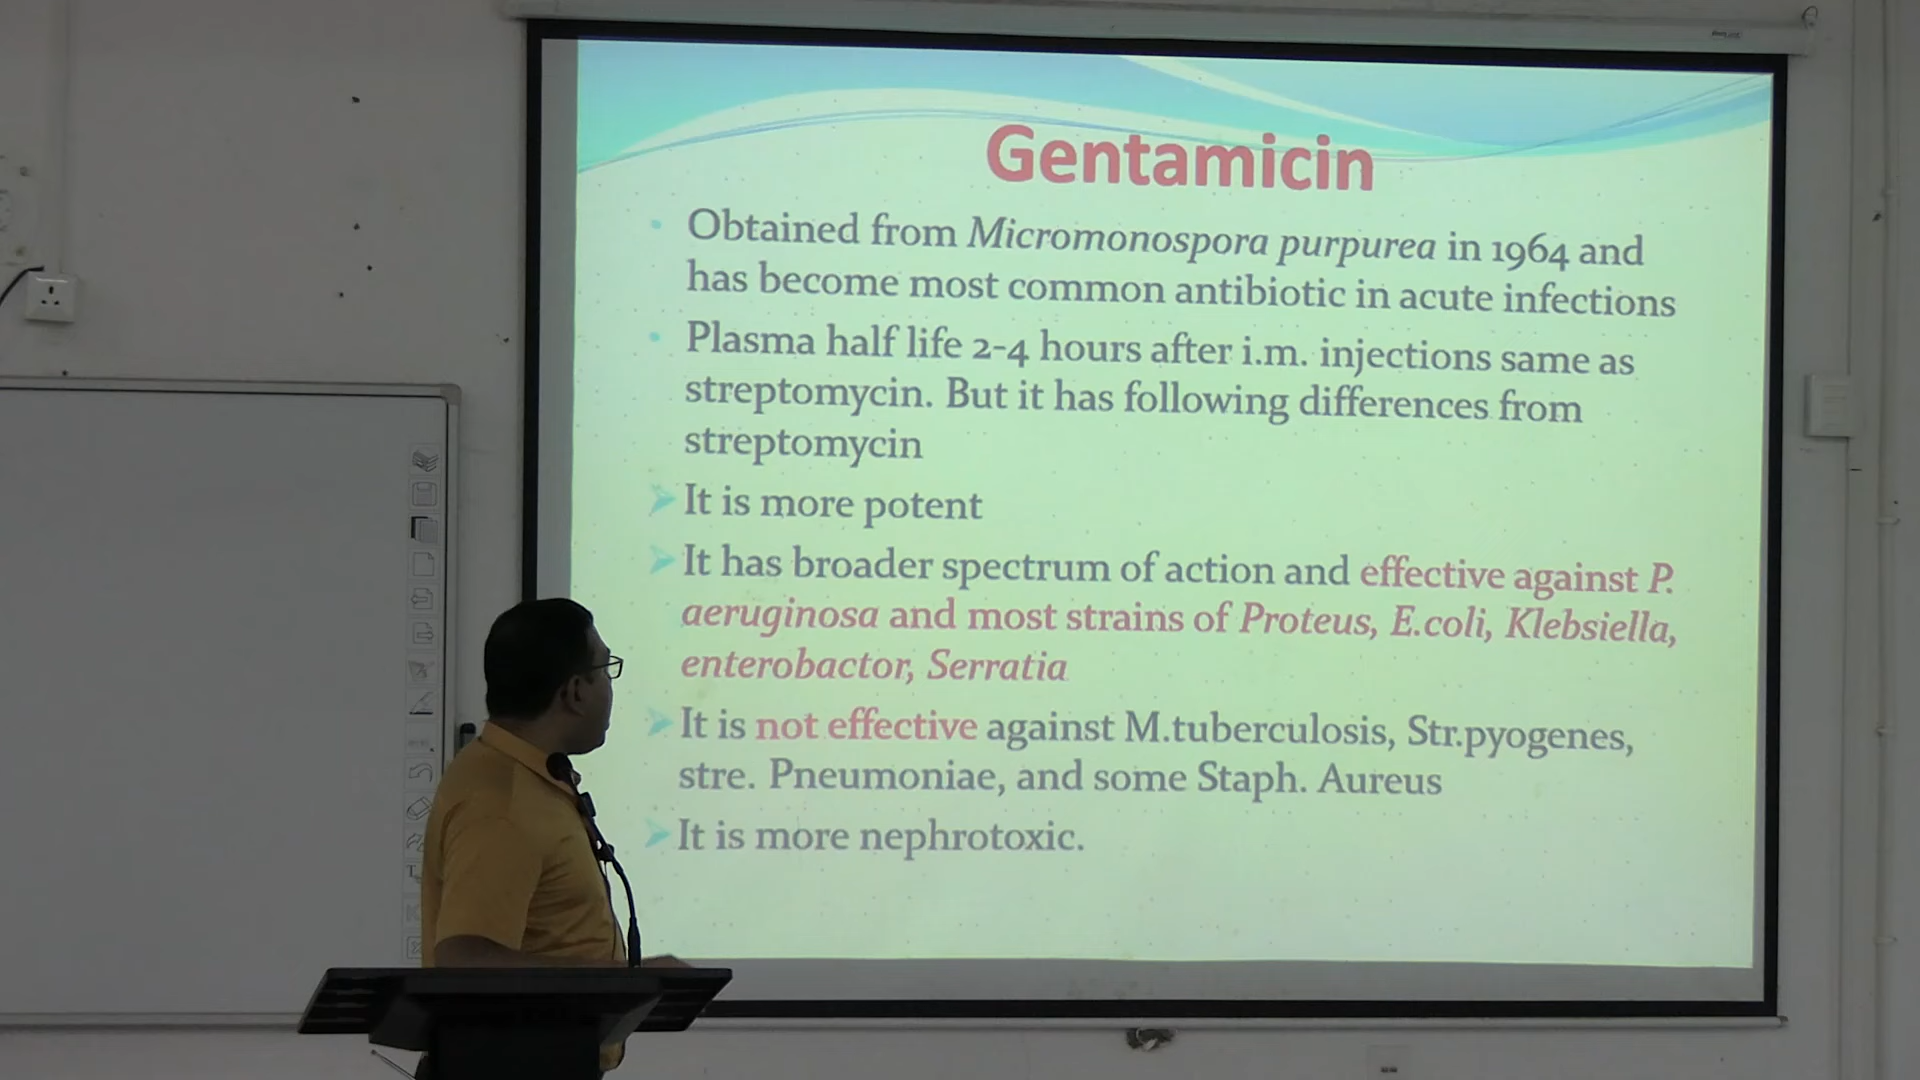 Gentamicin
Obtained from Micromonospora purpurea in 1964 and
has become most common antibiotic in acute infections
Plasma half life 2-4 hours after i.m. injections same as
streptomycin. But it has following differences from
streptomycin
It is more potent
It has broader spectrum of action and effective against P.
aeruginosa and most strains of Proteus, E.coli, Klebsiella,
enterobactor, Serratia
It is not effective against M.tuberculosis, Str.pyogenes,
stre. Pneumoniae, and some Staph. Aureus
It is more nephrotoxic.